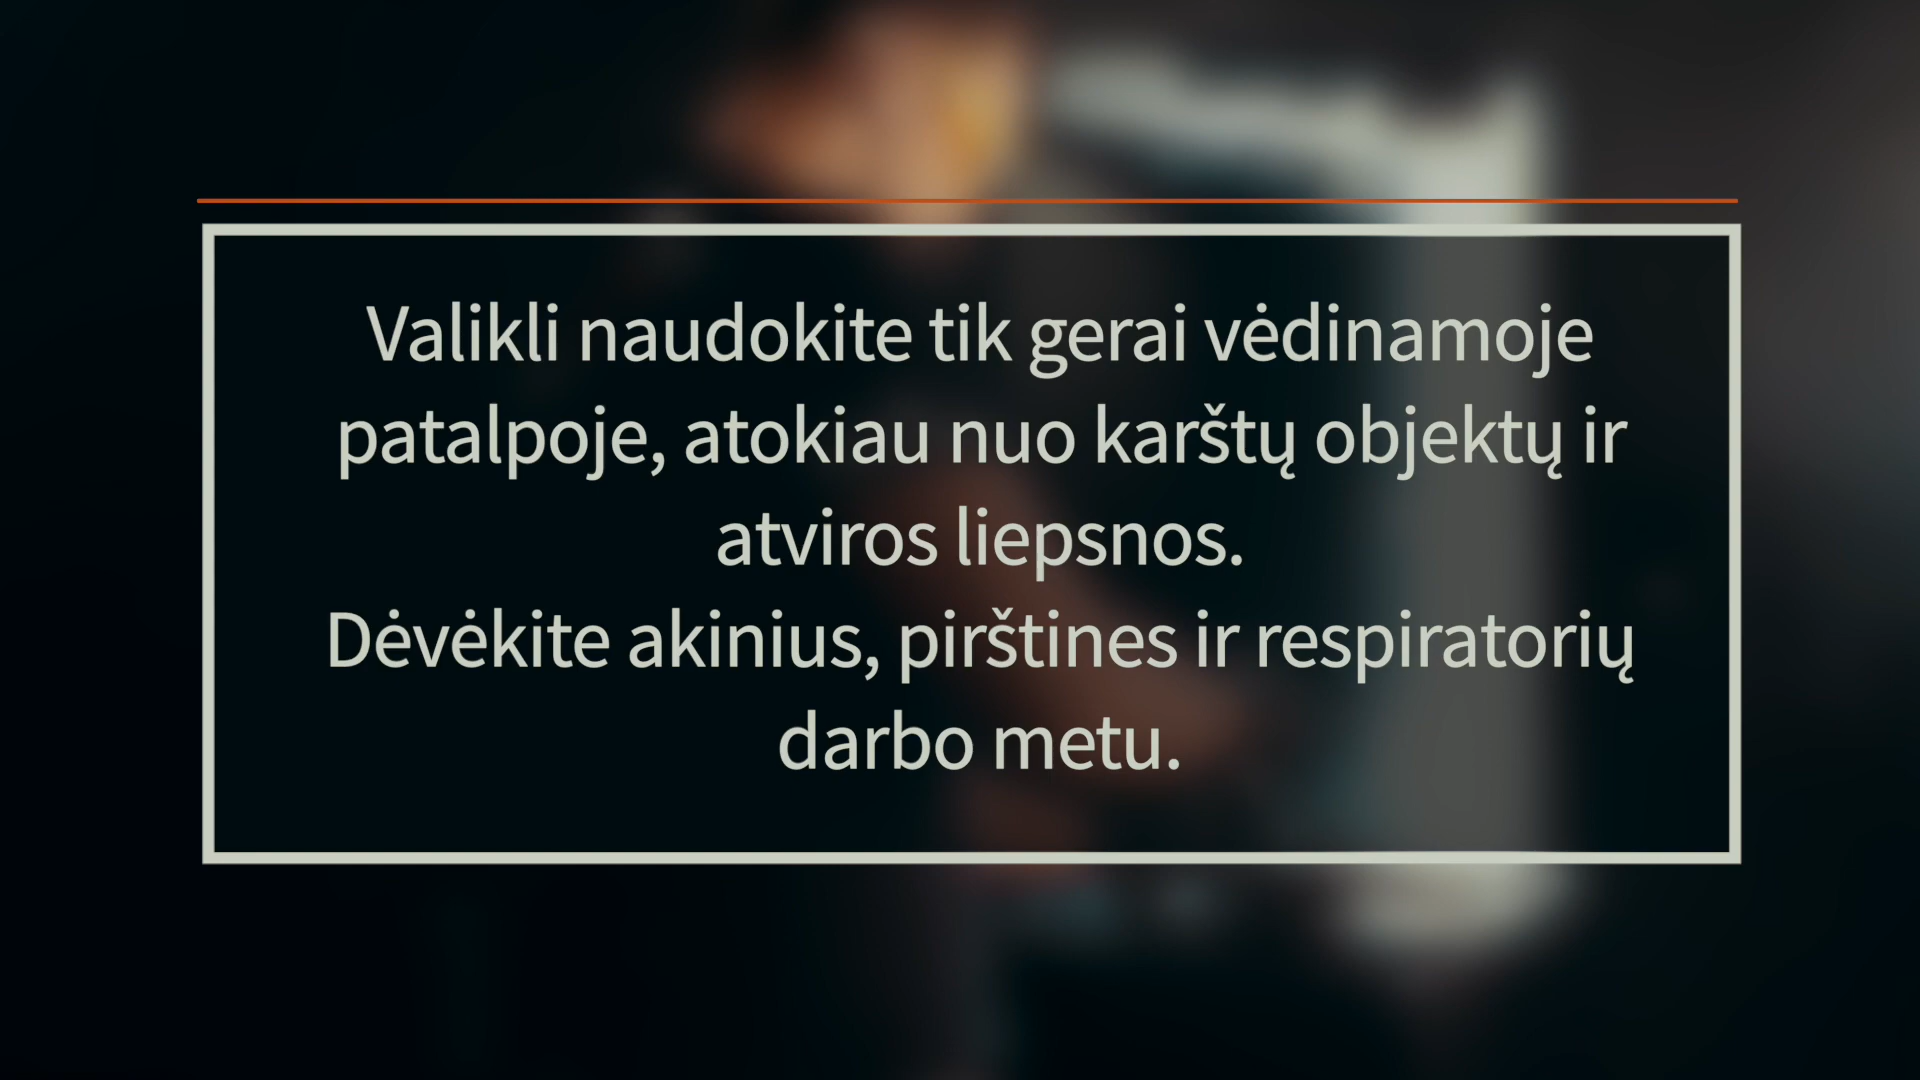 Valikli naudokite tik gerai vėdinamoje
patalpoje, atokiau nuo karštų objektų ir
atviros liepsnos.
Dėvėkite akinius, pirštines ir respiratorių
darbo metu.